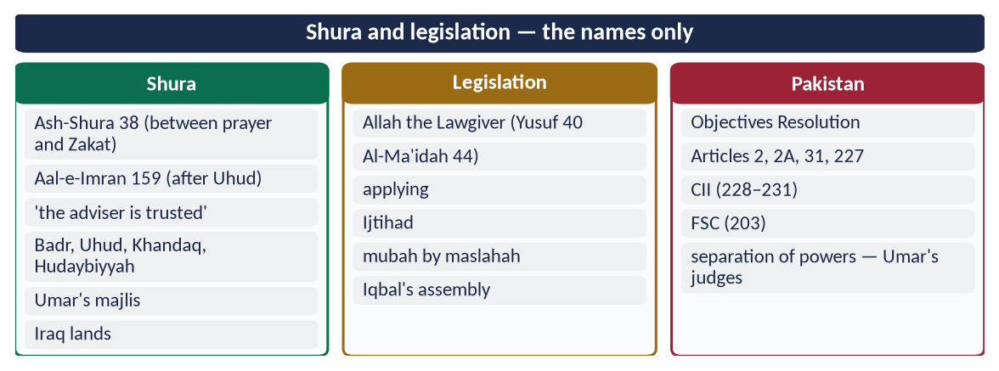 Shura and legislation — the names only
Shura
Ash-Shura 38 (between prayer
and Zakat)
Aal-e-Imran 159 (after Uhud)
'the adviser is trusted'
Badr, Uhud, Khandaq,
Hudaybiyyah
Umar's majlis
Iraq lands
Legislation
Allah the Lawgiver (Yusuf 40
Al-Ma'idah 44)
applying
Ijtihad
mubah by maslahah
Iqbal's assembly
Pakistan
Objectives Resolution
Articles 2, 2A, 31, 227
CII (228–231)
FSC (203)
separation of powers — Umar's
judges